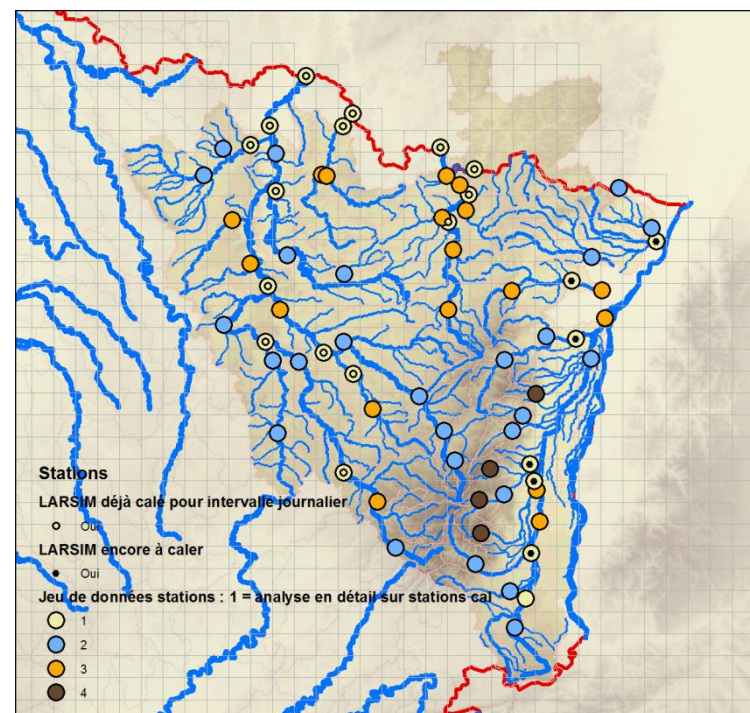 Stations
LARSIM déjà calé pour intervalle journalier
Oui
LARSIM encore à caler
Oui
Jeu de données stations : 1 = analyse en détail sur stations cal
1
2
3
4